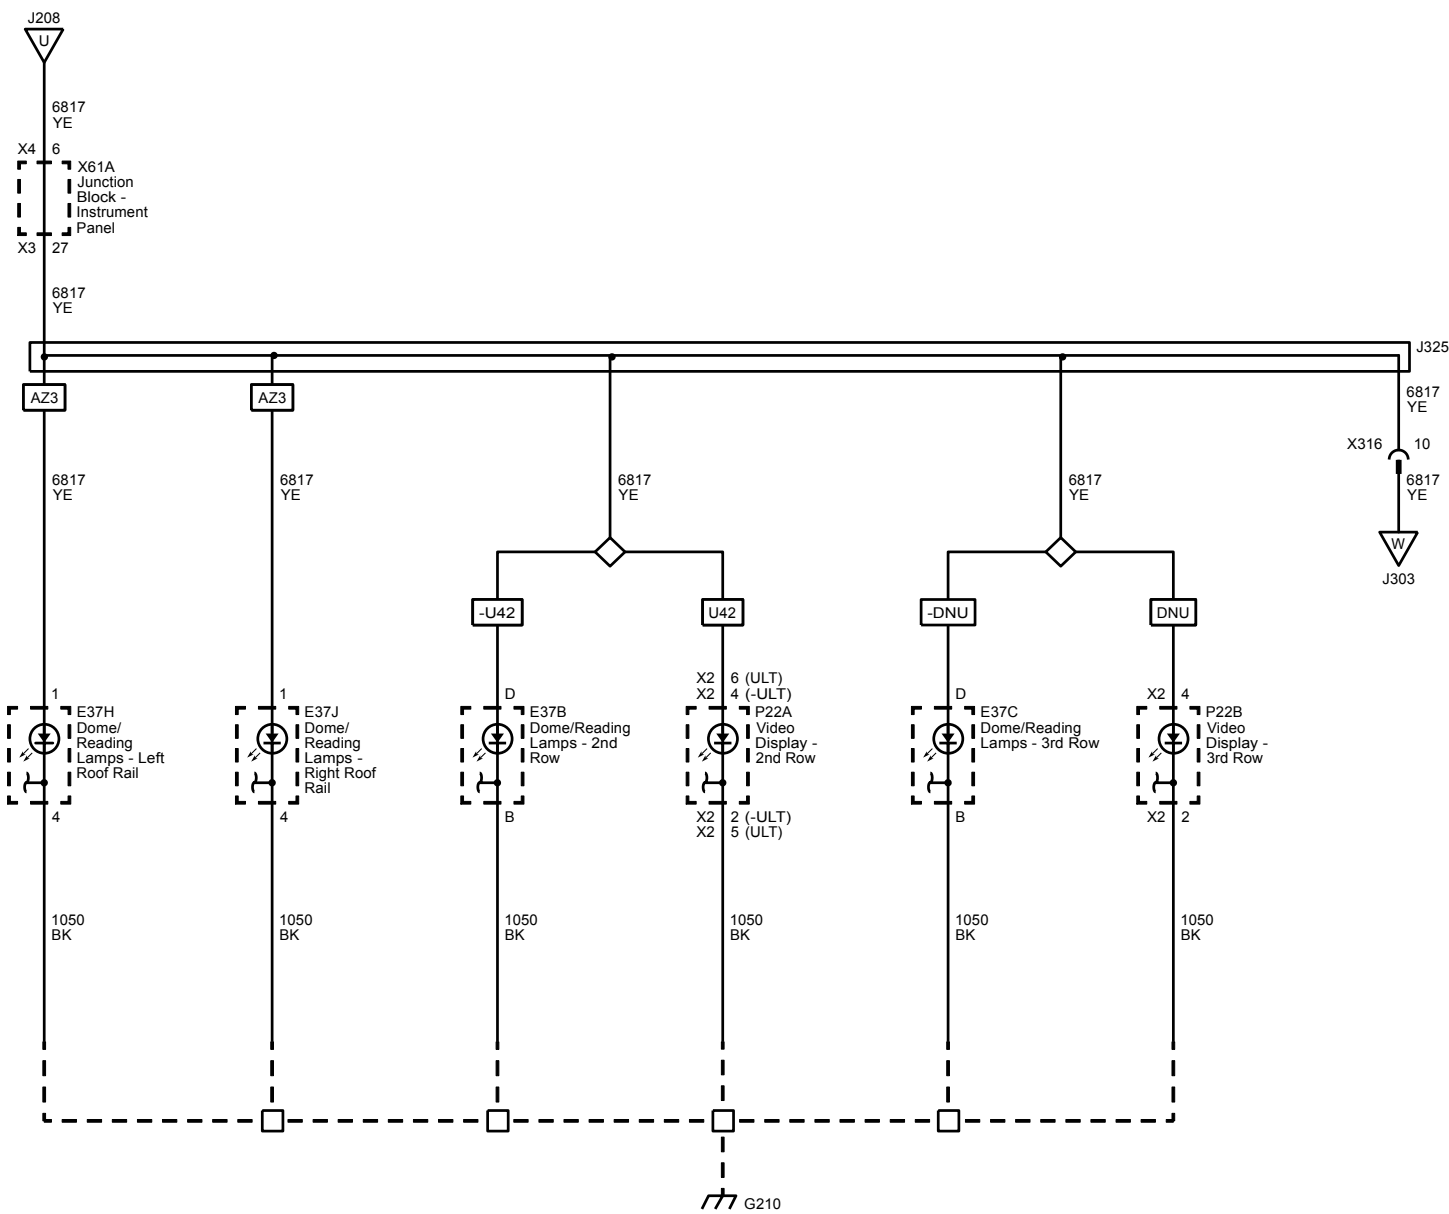 J208
U
6817
YE
X4 6
X61A
Junction
Block -
Instrument
Panel
X3 27
6817
YE
J325
AZ3
AZ3
6817
YE
X316 10
6817
YE
W
J303
6817
YE
6817
YE
6817
YE
6817
YE
-U42
U42
-DNU
DNU
1
E37H
Dome/
Reading
Lamps - Left
Roof Rail
4
1
E37J
Dome/
Reading
Lamps -
Right Roof
Rail
4
D
E37B
Dome/Reading
Lamps - 2nd
Row
B
X2 6 (ULT)
X2 4 (-ULT)
P22A
Video
Display -
2nd Row
X2 2 (-ULT)
X2 5 (ULT)
D
E37C
Dome/Reading
Lamps - 3rd Row
B
X2 4
P22B
Video
Display -
3rd Row
X2 2
1050
BK
1050
BK
1050
BK
1050
BK
1050
BK
1050
BK
G210